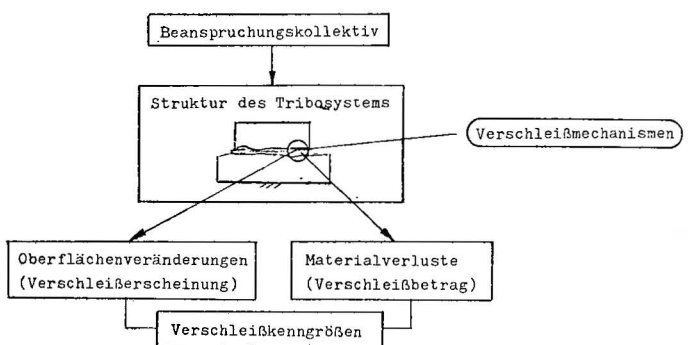 Beanspruchungskollektiv
Struktur des Tribosystems
Verschleißmechanismen
Oberflächenveränderungen
(Verschleißerscheinung)
Materialverluste
(Verschleißbetrag)
Verschleißkenngrößen